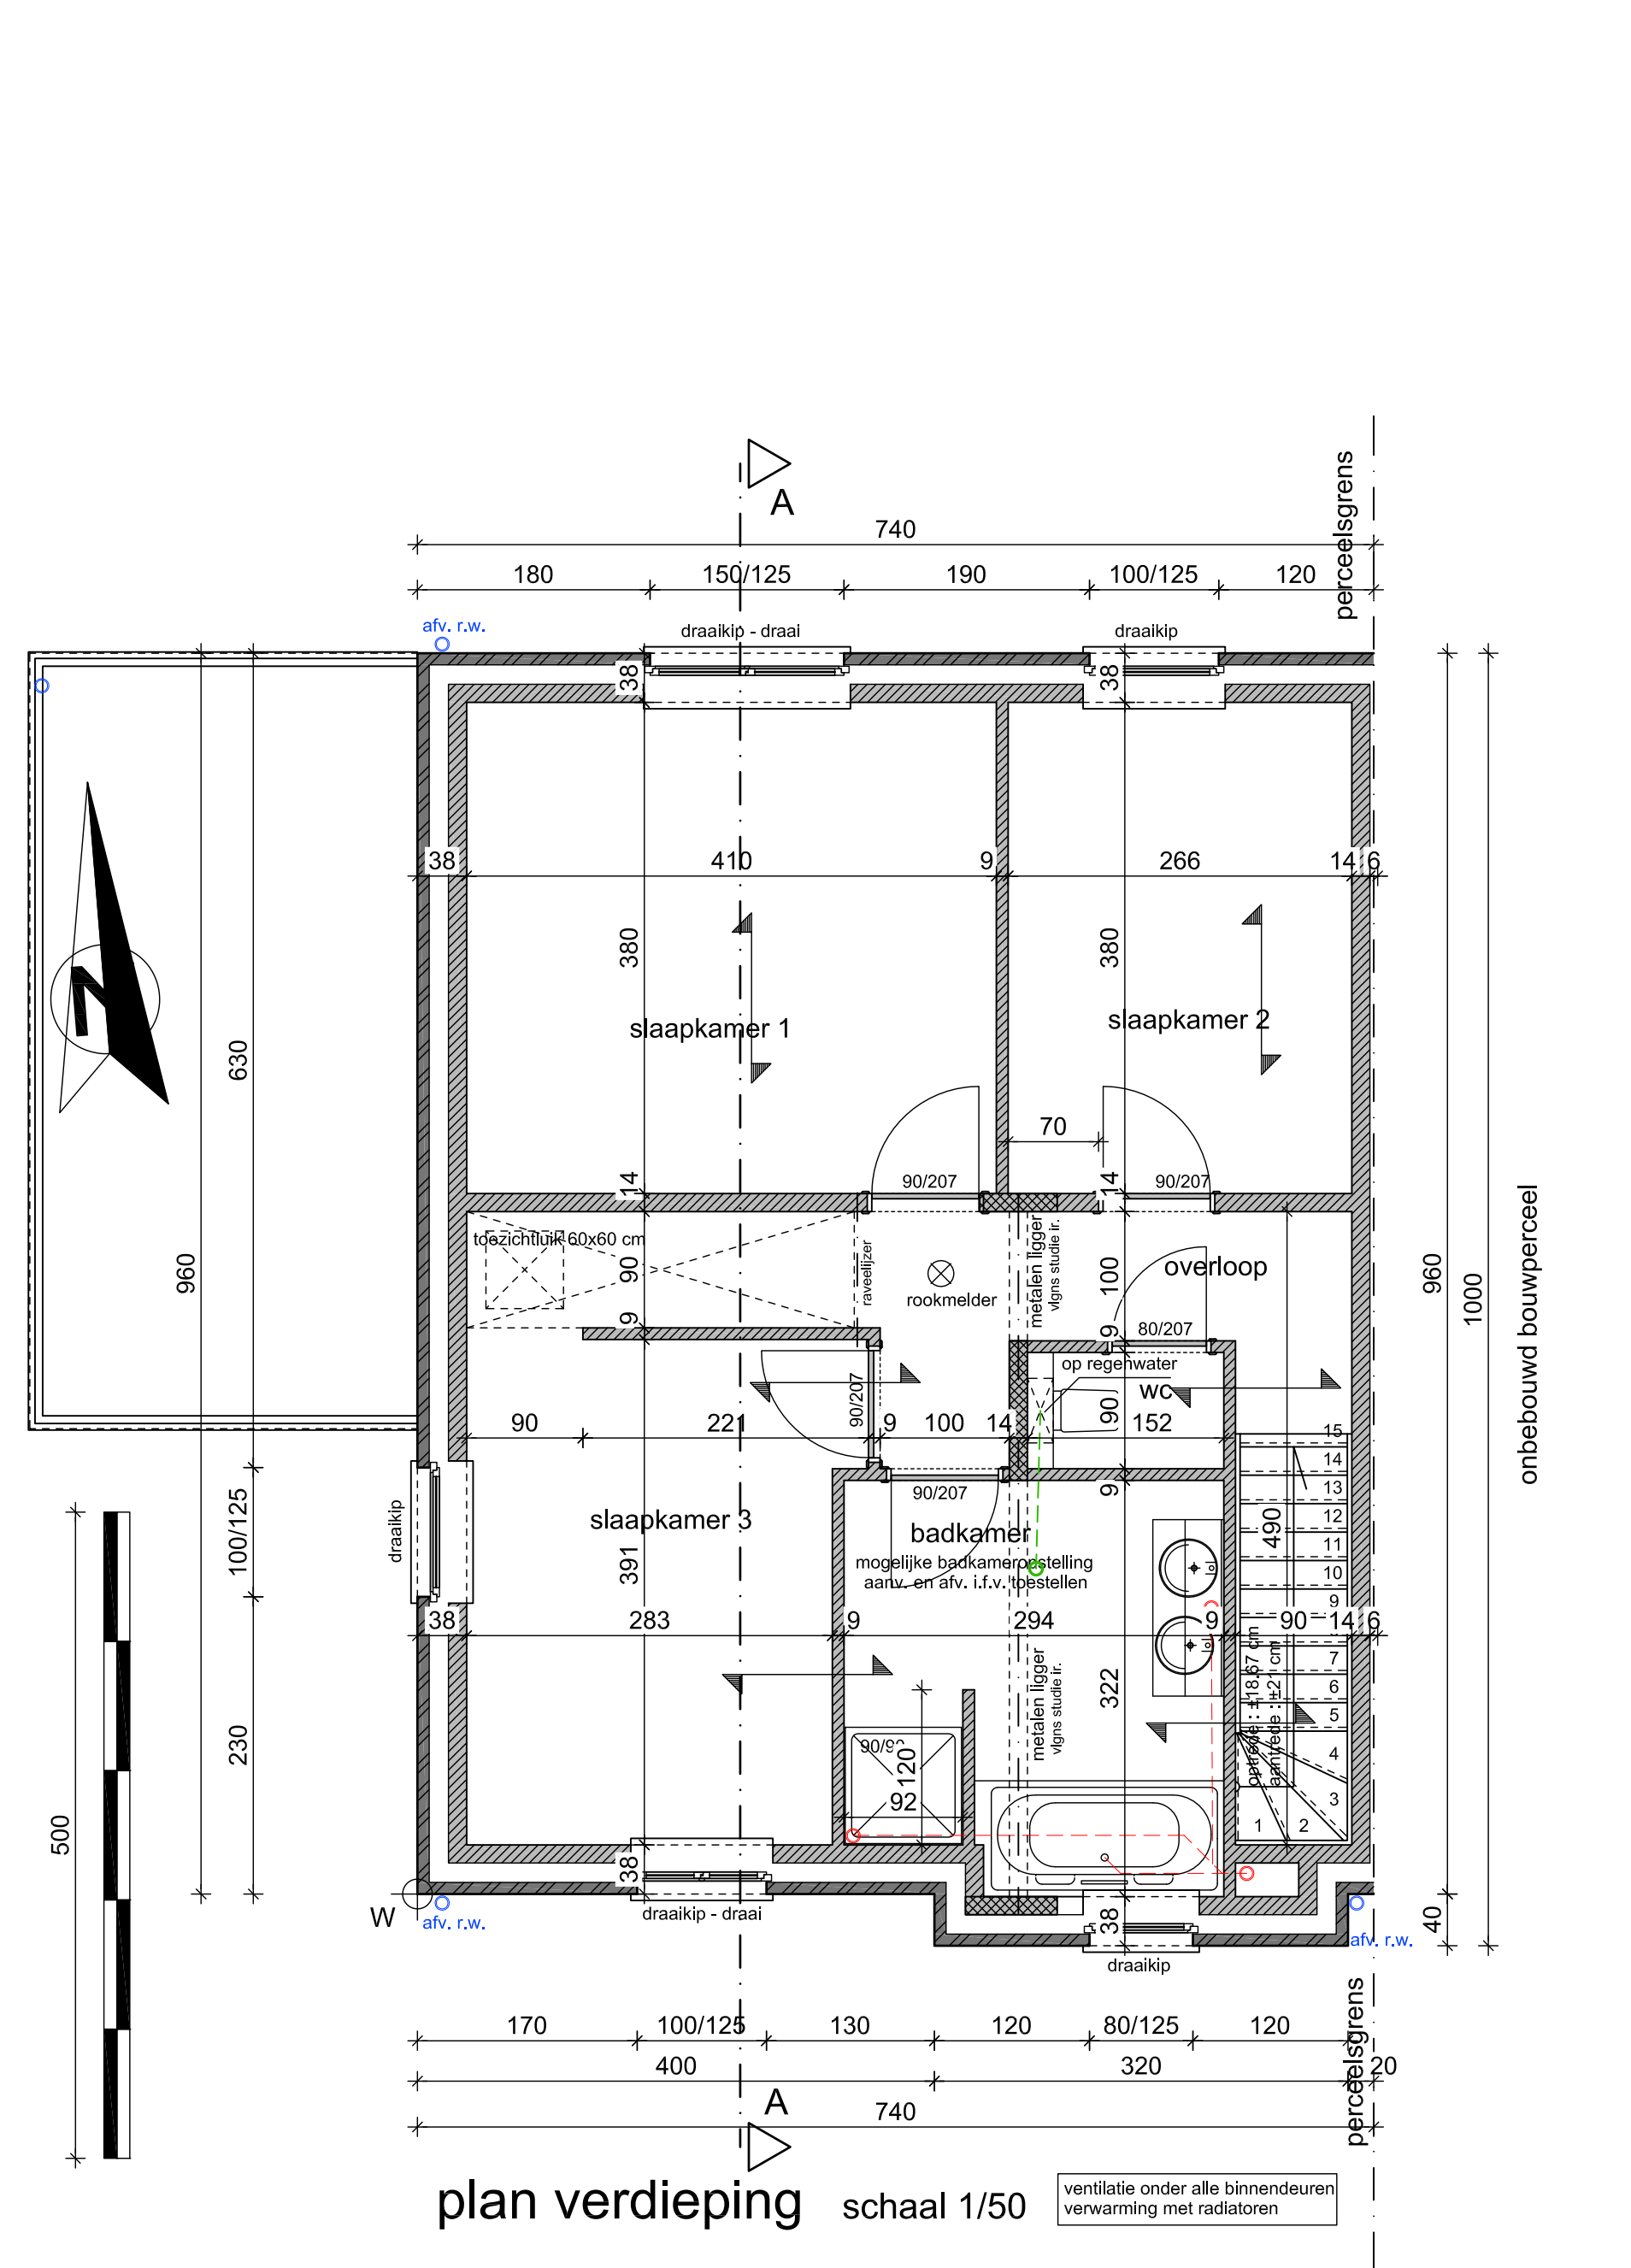 A
perceelsgrens
740
180
150/125
190
100/125
120
afv. r.w.
draaikip - draai
draaikip
38
38
38
410
9
266
14
6
380
380
N
slaapkamer 1
slaapkamer 2
630
70
14
90/207
14
90/207
toezichtluik 60x60 cm
90
raveelijzer
rookmelder
metalen ligger
vlgns studie ir.
100
overloop
960
960
1000
onbebouwd bouwperceel
9
9
80/207
op regenwater
wc
90/207
90
90
221
9
100
14
152
15
14
13
12
11
10
9
7
6
5
4
3
2
1
490
90/207
9
draaikip
100/125
slaapkamer 3
391
badkamer
mogelijke badkameropstelling
aanv. en afv. i.f.v. toestellen
38
283
9
294
9
90
14
6
metalen ligger
vlgns studie ir.
322
optrede : ±18.67 cm
aantrede : ±21 cm
230
500
120
92
38
38
40
W
afv. r.w.
draaikip - draai
draaikip
afv. r.w.
170
100/125
130
120
80/125
120
400
320
20
perceelsgrens
A
740
plan verdieping
schaal 1/50
ventilatie onder alle binnendeuren
verwarming met radiatoren